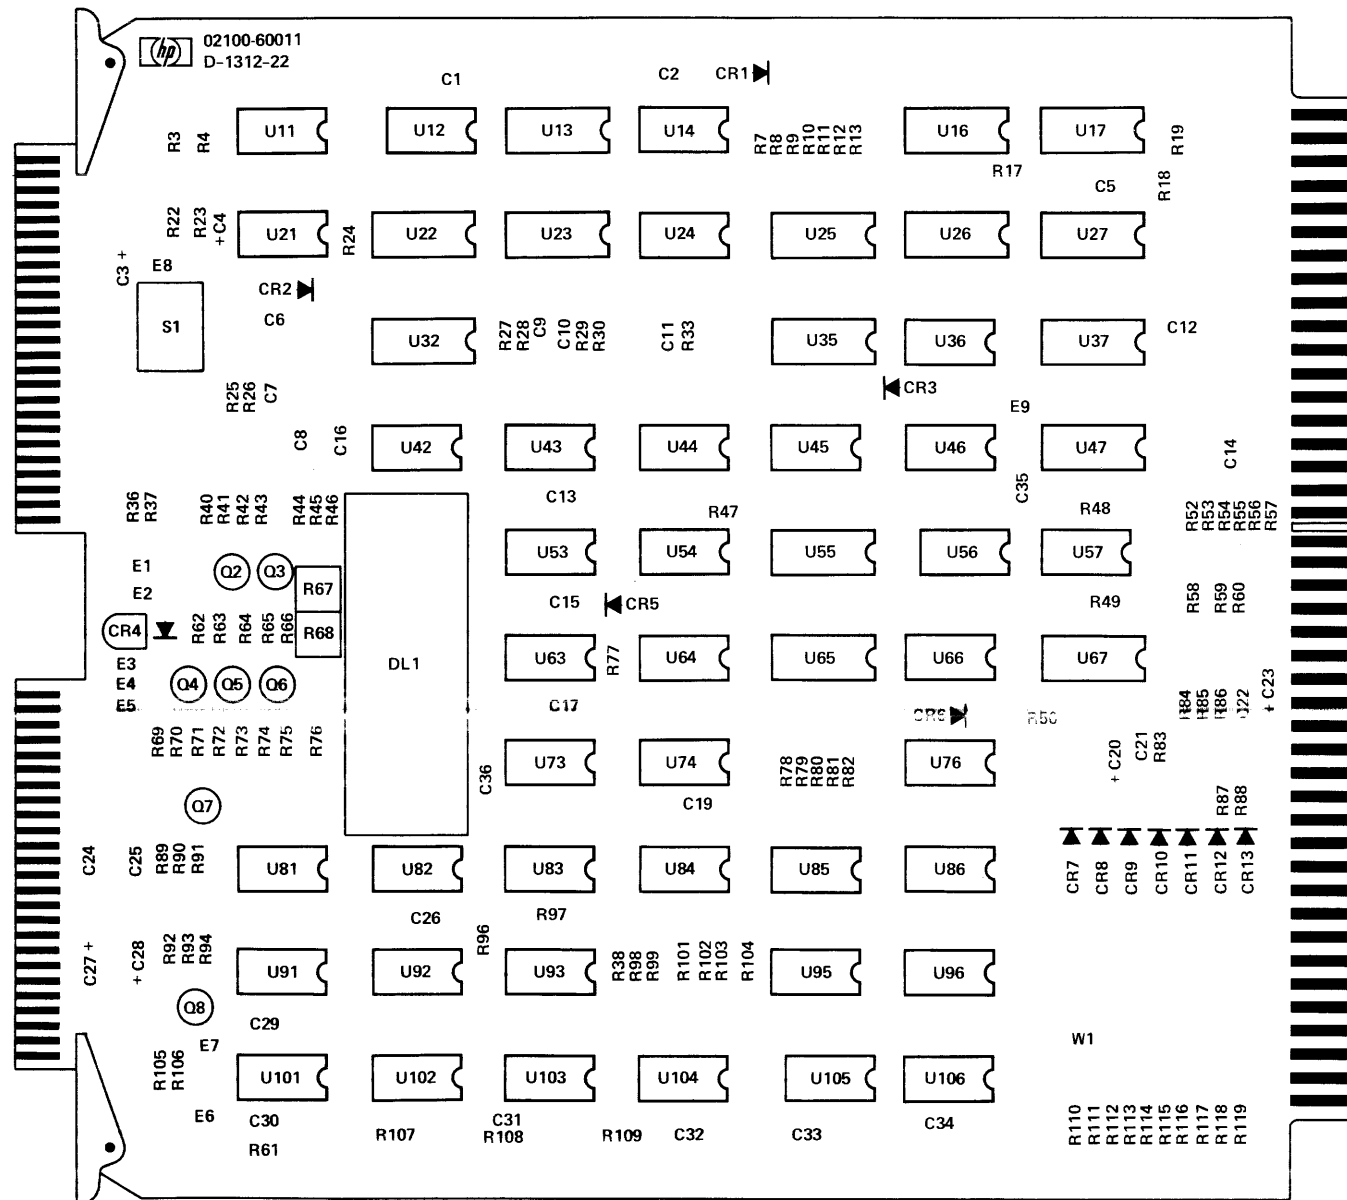 hp 02100-60011
D-1312-22
C1 C2 CR1
R3 R4 U11 U12 U13 U14 R7 R8 R9 R10 R11 R12 R13 U16 U17 R19
R17 C5 R18
R22 R23 +C4 U21 R24 U22 U23 U24 U25 U26 U27
C3 + E8
CR2
S1 C6 U32 R27 R28 C9 C10 R29 R30 C11 R33 U35 U36 U37 C12
R25 R26 C7 CR3
E9
C8 C16 U42 U43 U44 U45 U46 U47 C14
C13 C35
R36 R37 R40 R41 R42 R43 R44 R45 R46 R47 R48 R52 R53 R54 R55 R56 R57
U53 U54 U55 U56 U57
E1 Q2 Q3
E2 R67 C15 CR5 R49 R58 R59 R60
CR4 R62 R63 R64 R65 R66 R68
E3 DL1 U63 R77 U64 U65 U66 U67
E4 Q4 Q5 Q6
E5 C17 CR6 R50 R84 R85 R86 C22 + C23
R69 R70 R71 R72 R73 R74 R75 R76
C36 U73 U74 R78 R79 R80 R81 R82 U76 + C20 C21 R83
Q7 C19 R87 R88
C24 C25 R89 R90 R91 U81 U82 U83 U84 U85 U86 CR7 CR8 CR9 CR10 CR11 CR12 CR13
C26 R97
R96
C27 + + C28 R92 R93 R94 U91 U92 U93 R38 R98 R99 R101 R102 R103 R104 U95 U96
Q8
C29
E7 W1
R105 R106 U101 U102 U103 U104 U105 U106
E6 C30 C31 C34
R107 R108 R109 C32 C33 R110 R111 R112 R113 R114 R115 R116 R117 R118 R119
R61